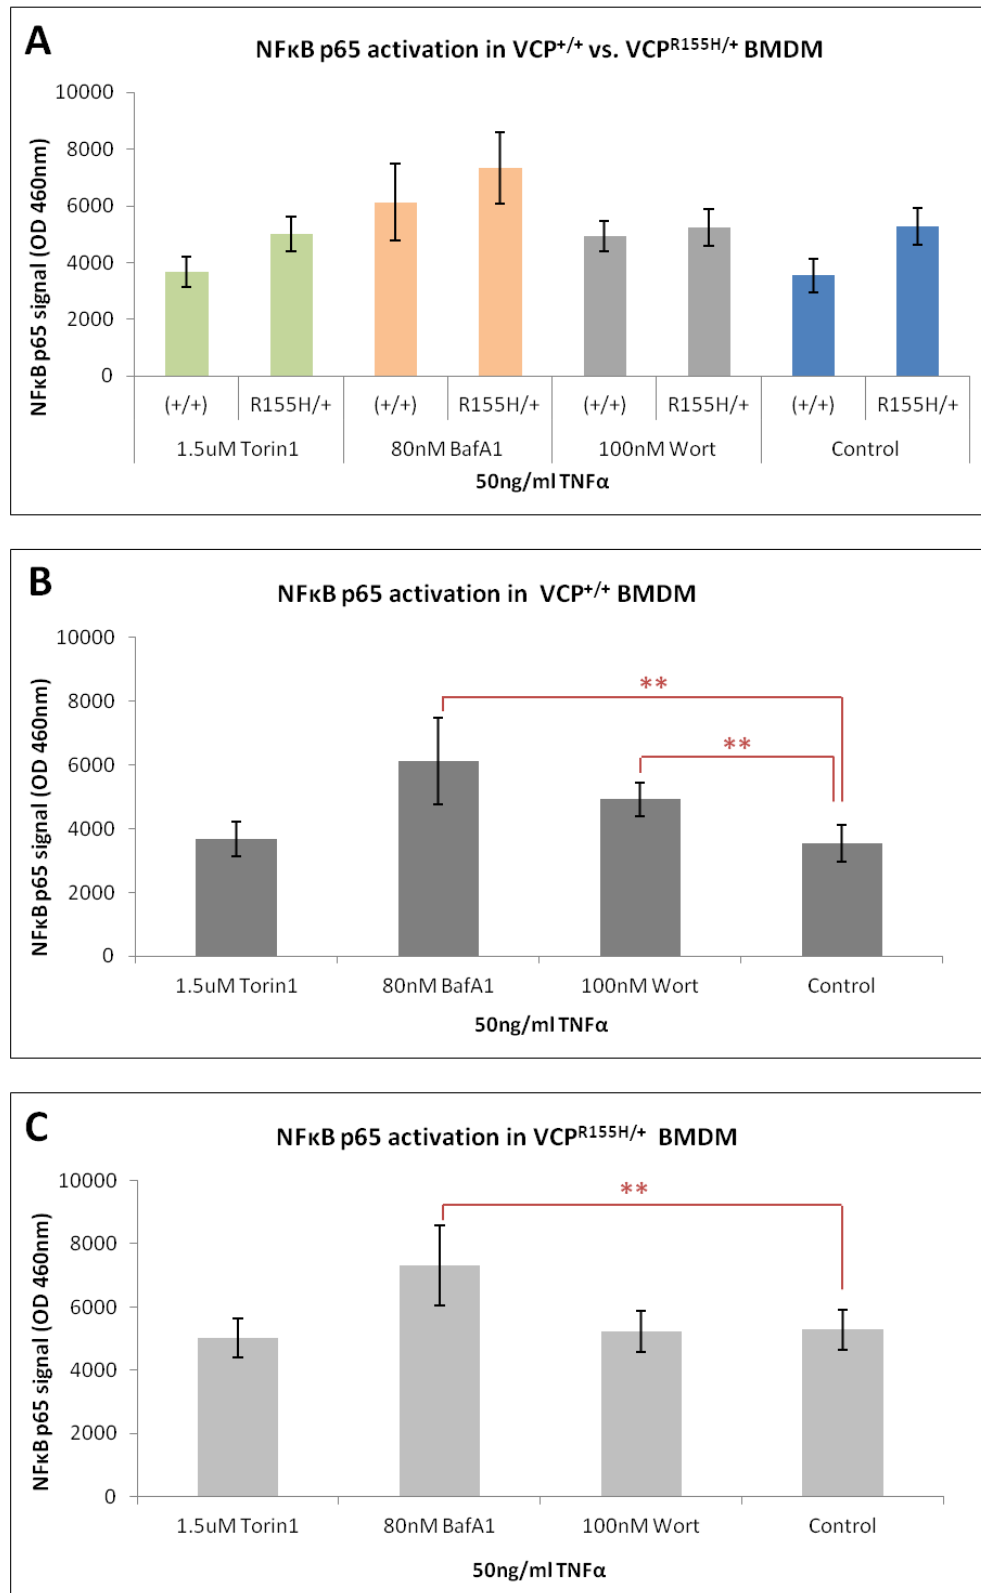 A
NFκB p65 activation in VCP+/+ vs. VCPR155H/+ BMDM
NFκB p65 signal (OD 460nm)
10000
8000
6000
4000
2000
0
(+/+) R155H/+ (+/+) R155H/+ (+/+) R155H/+ (+/+) R155H/+
1.5uM Torin1 80nM BafA1 100nM Wort Control
50ng/ml TNFα
B
NFκB p65 activation in VCP+/+ BMDM
NFκB p65 signal (OD 460nm)
10000
8000
6000
4000
2000
0
**
**
1.5uM Torin1 80nM BafA1 100nM Wort Control
50ng/ml TNFα
C
NFκB p65 activation in VCPR155H/+ BMDM
NFκB p65 signal (OD 460nm)
10000
8000
6000
4000
2000
0
**
1.5uM Torin1 80nM BafA1 100nM Wort Control
50ng/ml TNFα